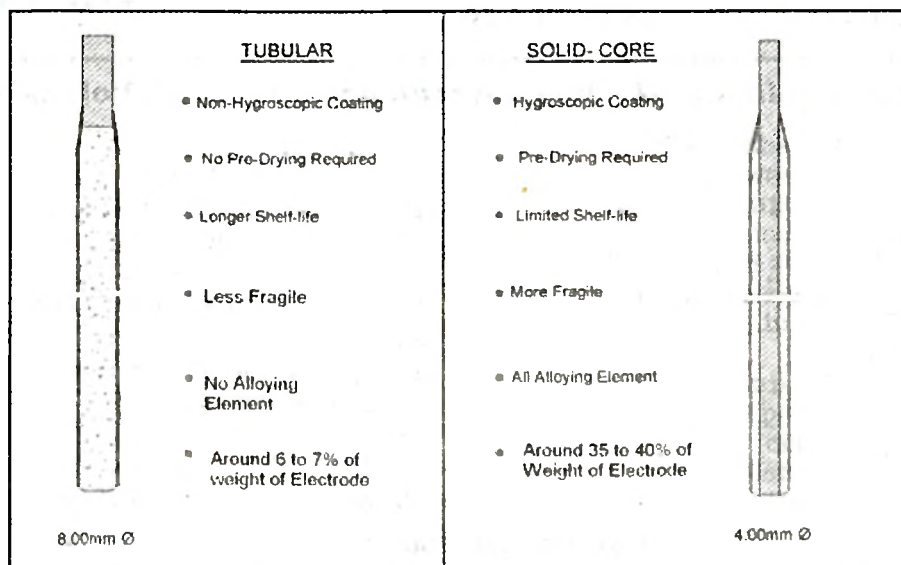 TUBULAR
• Non-Hygroscopic Coating
• No Pre-Drying Required
• Longer Shelf-life
• Less Fragile
• No Alloying
Element
• Around 6 to 7% of
weight of Electrode
8.00mm Ø
SOLID- CORE
• Hygroscopic Coating
• Pre-Drying Required
• Limited Shelf-life
• More Fragile
• All Alloying Element
• Around 35 to 40% of
Weight of Electrode
4.00mm Ø